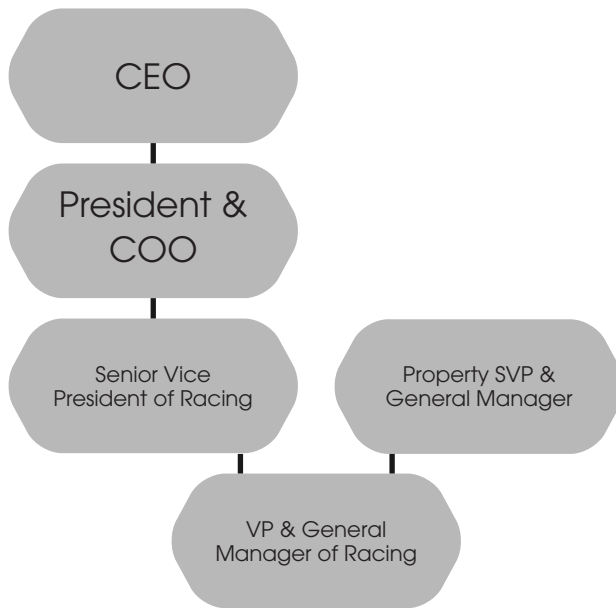 CEO
President &
COO
Senior Vice
President of Racing
Property SVP &
General Manager
VP & General
Manager of Racing